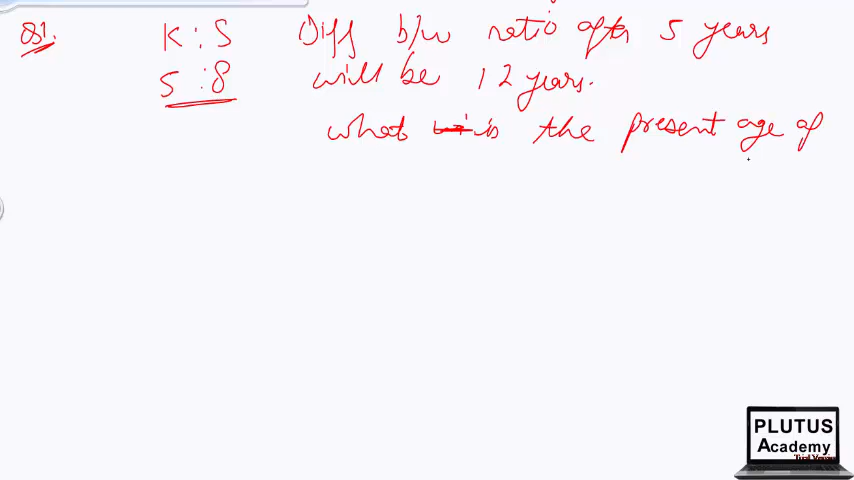 Q1. K : S Diff b/w ratio after 5 years
5 : 8 will be 12 years.
what is the present age of
PLUTUS
Academy